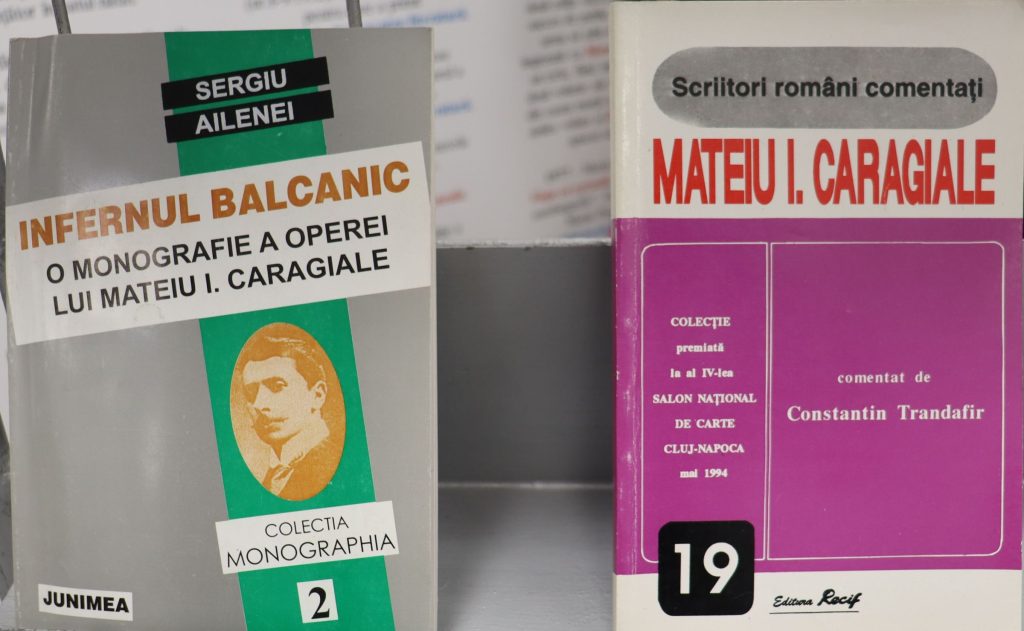 SERGIU
AILENEI
INFERNUL BALCANIC
O MONOGRAFIE A OPEREI
LUI MATEIU I. CARAGIALE
COLECTIA
MONOGRAPHIA
2
JUNIMEA
Scriitori români comentați
MATEIU I. CARAGIALE
COLECȚIE
premiată
la al IV-lea
SALON NAȚIONAL
DE CARTE
CLUJ-NAPOCA
mai 1994
comentat de
Constantin Trandafir
19
Editura Recif